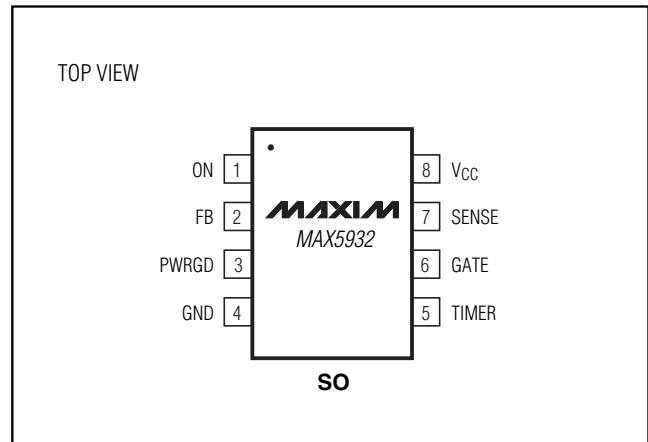 TOP VIEW
ON 1
8 VCC
FB 2
MAXIM
7 SENSE
MAX5932
PWRGD 3
6 GATE
GND 4
5 TIMER
SO